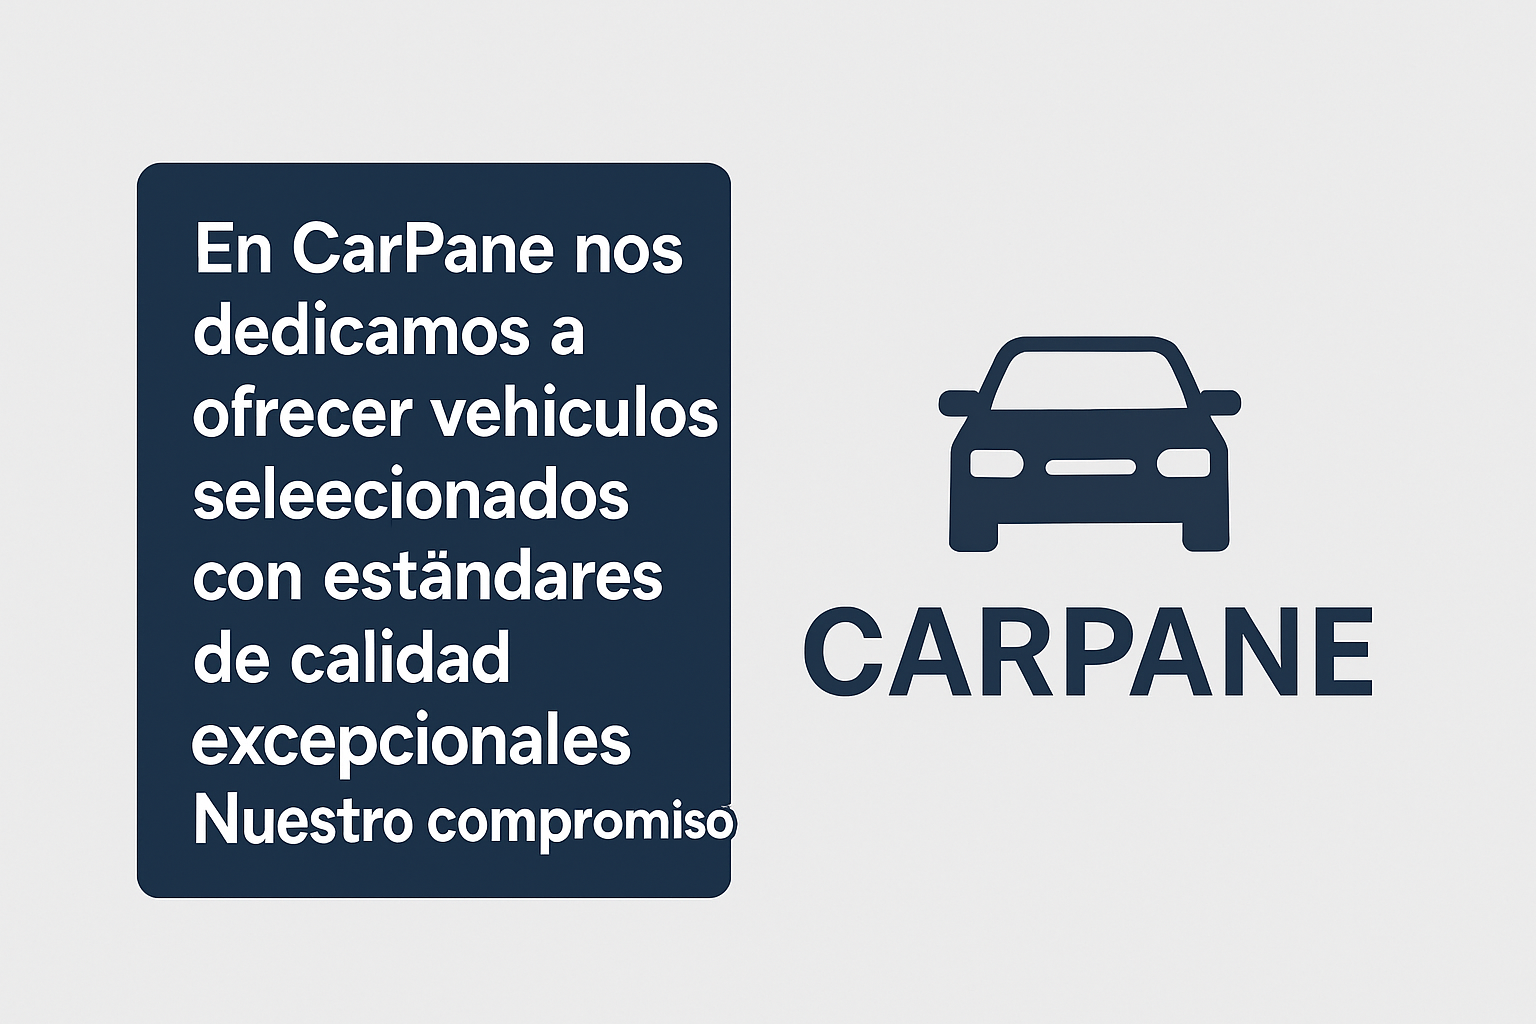 En CarPane nos
dedicamos a
ofrecer vehiculos
seleecionados
con eständares
de calidad
excepcionales
Nuestro compromiso
CARPANE